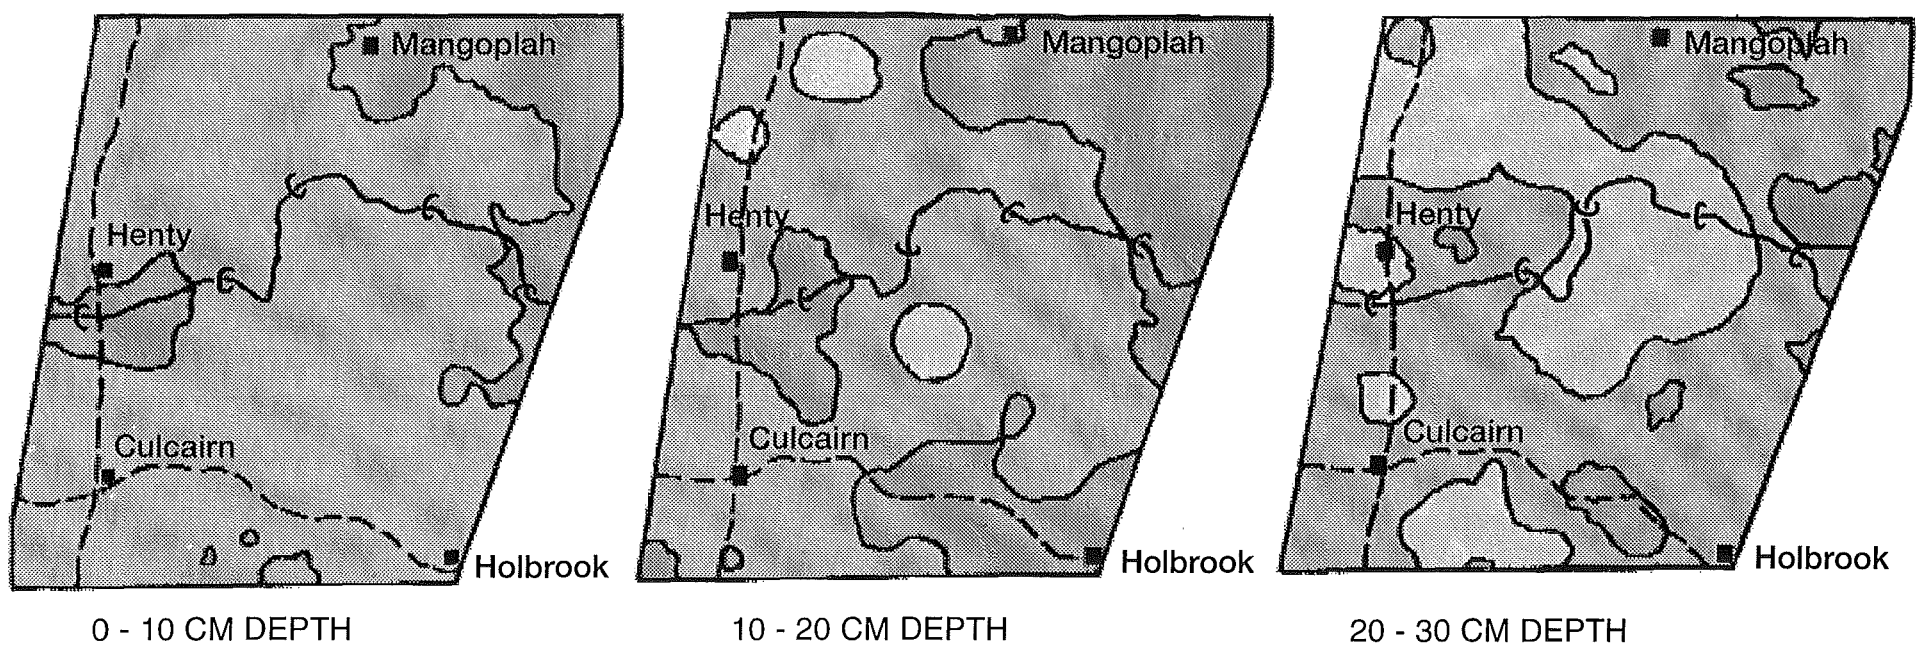 Mangoplah
Henty
Culcairn
Holbrook
0 - 10 CM DEPTH
Mangoplah
Henty
Culcairn
Holbrook
10 - 20 CM DEPTH
Mangoplah
Henty
Culcairn
Holbrook
20 - 30 CM DEPTH